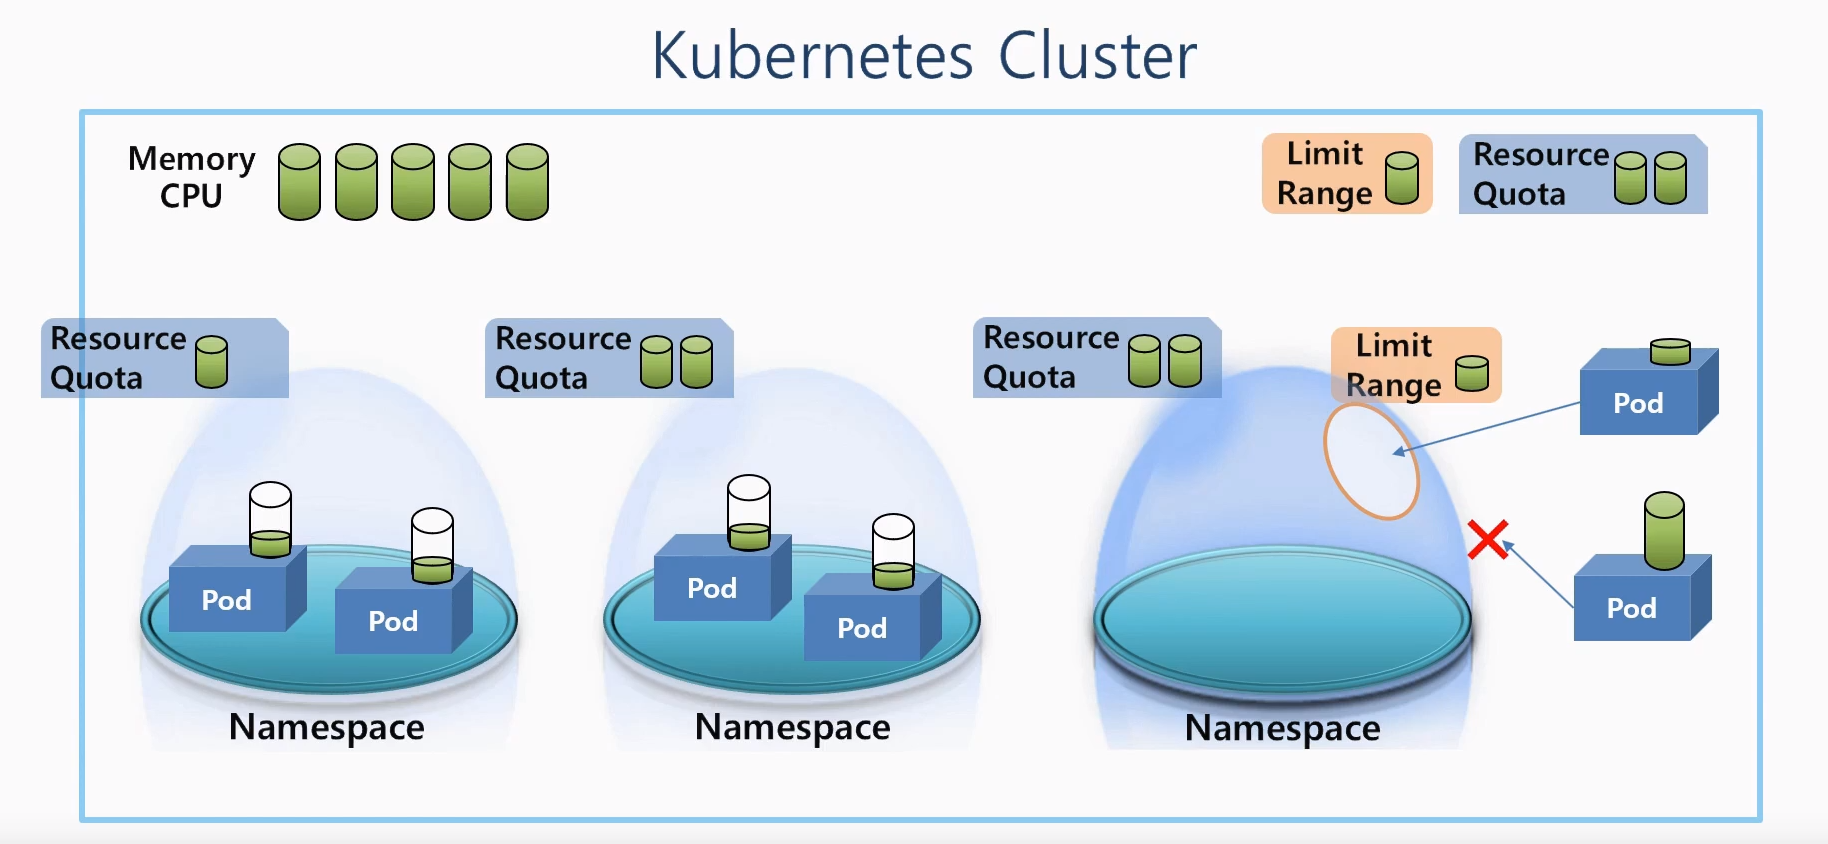 Kubernetes Cluster
Memory
CPU
Limit
Range
Resource
Quota
Resource
Quota
Resource
Quota
Resource
Quota
Limit
Range
Pod
Pod
Pod
Pod
Pod
Pod
Namespace
Namespace
Namespace